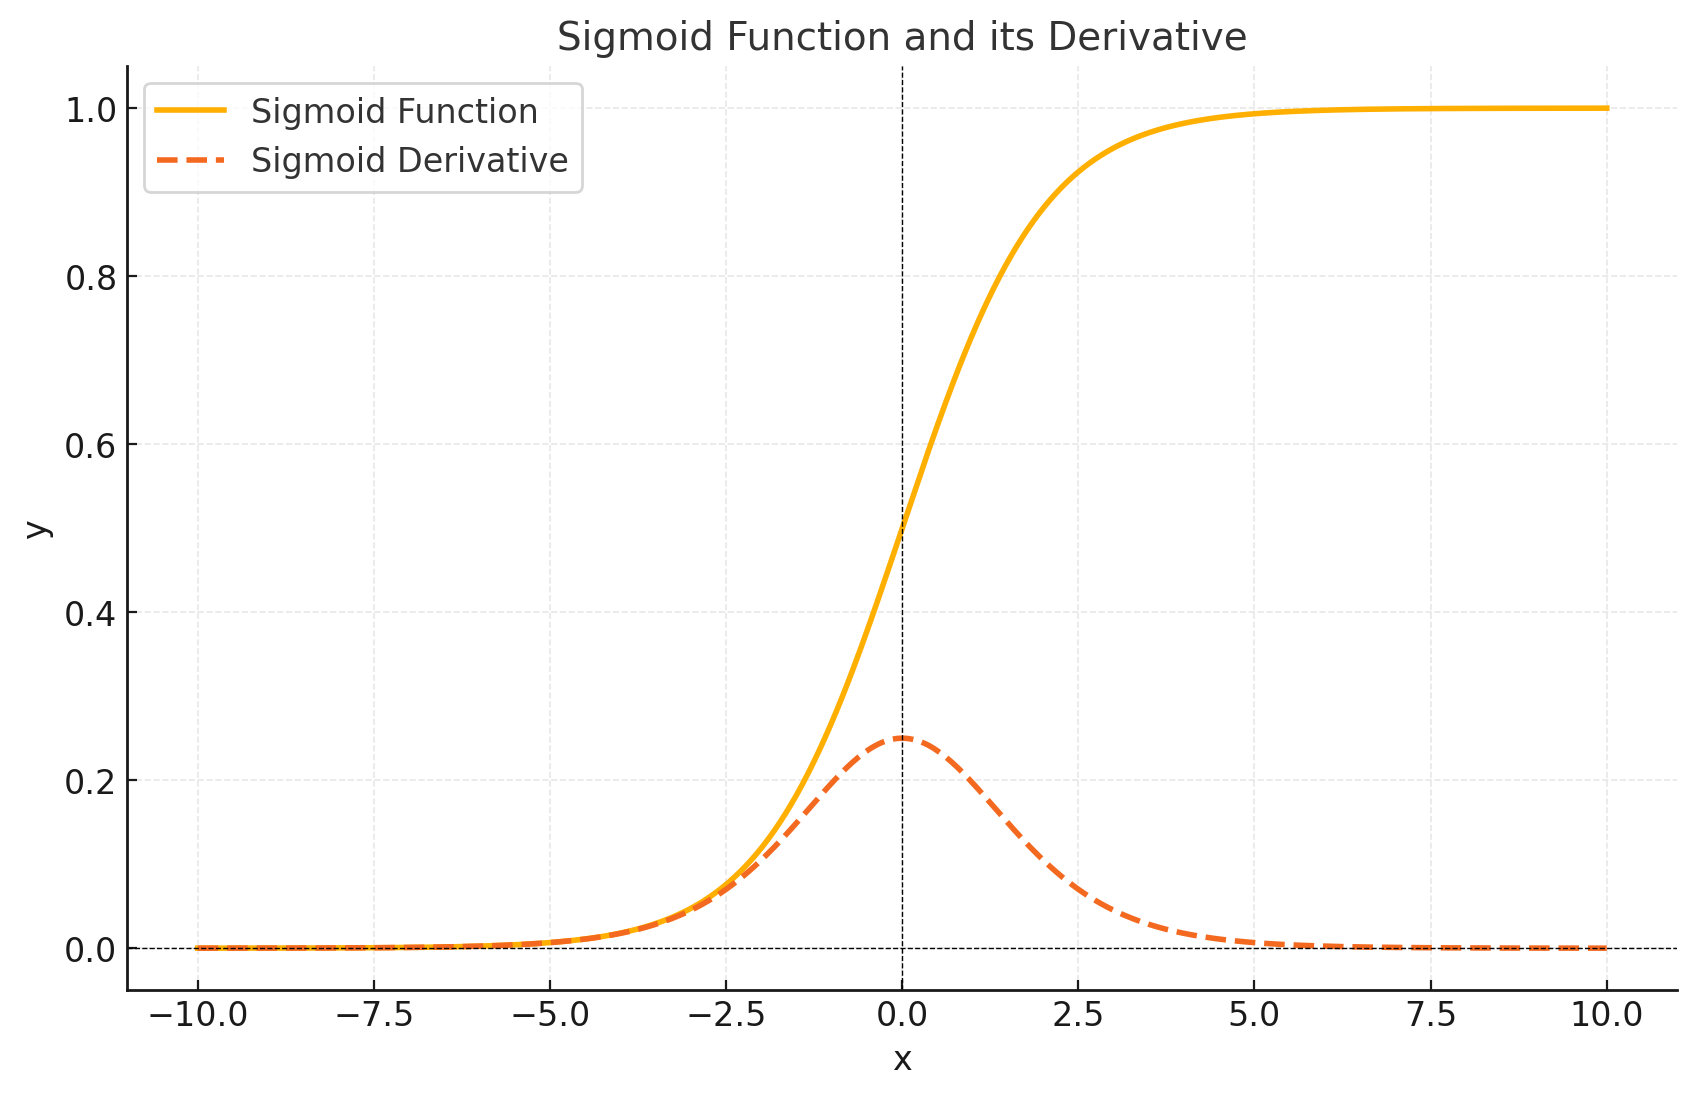 Sigmoid Function and its Derivative
Sigmoid Function
Sigmoid Derivative
1.0
0.8
0.6
0.4
0.2
0.0
y
−10.0 −7.5 −5.0 −2.5 0.0 2.5 5.0 7.5 10.0
x